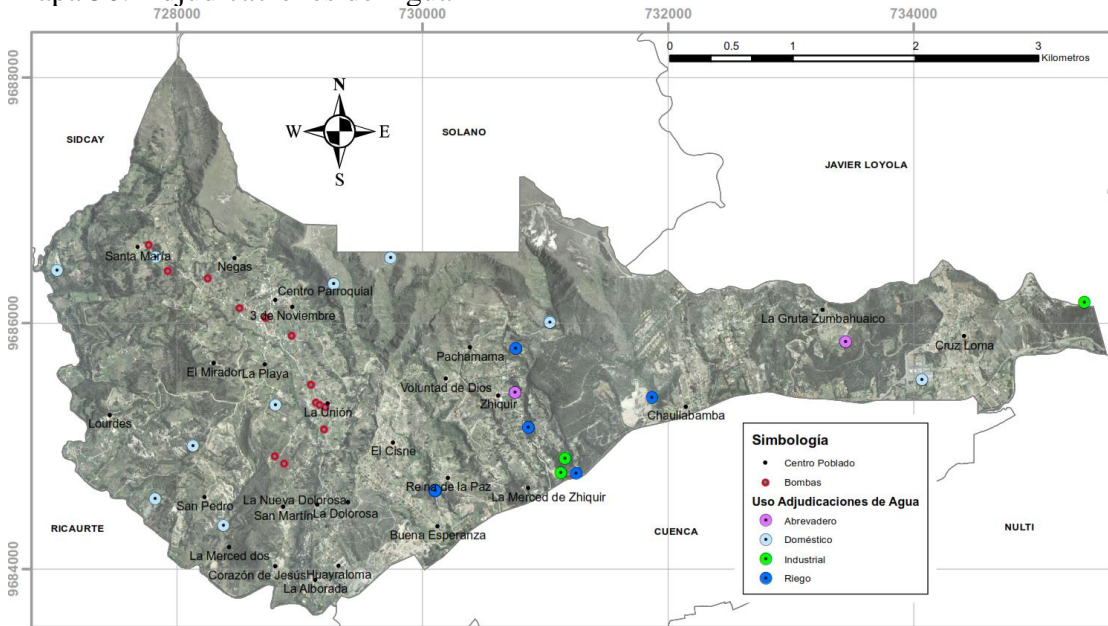 728000
730000
732000
734000
0
0.5
1
2
3
Kilometros
9688000
N
W
E
S
SIDCAY
SOLANO
JAVIER LOYOLA
Santa María
Negas
Centro Parroquial
3 de Noviembre
9686000
La Gruta Zumbahuaico
Cruz Loma
Pachamama
El Mirador
La Playa
Voluntad de Dios
Zhiquir
La Unión
Chaullabamba
Lourdes
El Cisne
Simbología
Centro Poblado
Bombas
Uso Adjudicaciones de Agua
Abrevadero
Doméstico
Industrial
Riego
Reina de la Paz
La Merced de Zhiquir
San Pedro
La Nueva Dolorosa
San Martín
La Dolorosa
RICAURTE
Buena Esperanza
CUENCA
NULTI
La Merced dos
9684000
Corazón de Jesús
Huayraloma
La Alborada